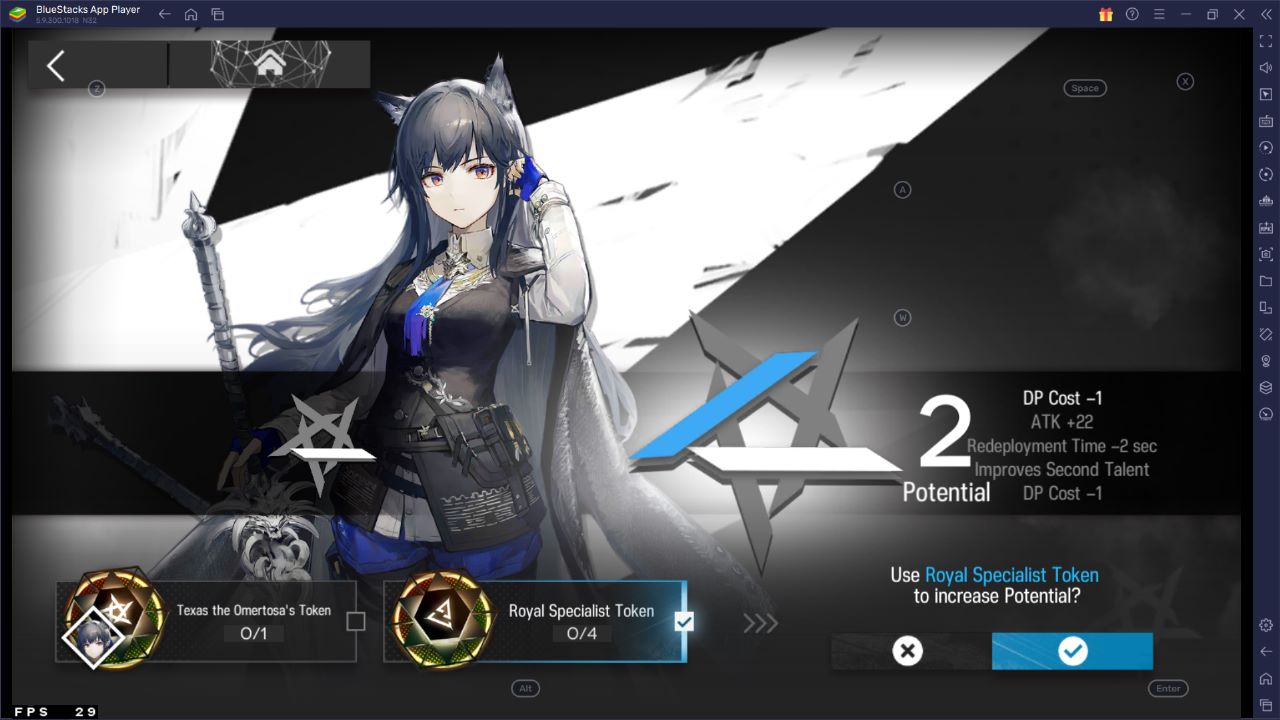 BlueStacks App Player
5.9.300.1018 N32
Z
Space
X
A
W
2
Potential
DP Cost -1
ATK +22
Redeployment Time -2 sec
Improves Second Talent
DP Cost -1
Texas the Omertosa's Token
0/1
Royal Specialist Token
0/4
Use Royal Specialist Token
to increase Potential?
Alt
Enter
FPS 29